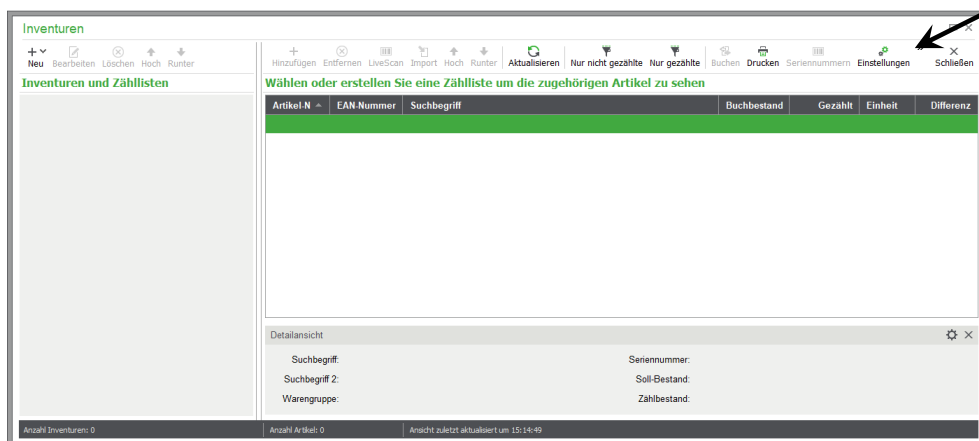 Inventuren
Neu Bearbeiten Löschen Hoch Runter
Hinzufügen Entfernen LiveScan Import Hoch Runter Aktualisieren Nur nicht gezählte Nur gezählte Buchen Drucken Seriennummern Einstellungen Schließen
Inventuren und Zähllisten
Wählen oder erstellen Sie eine Zählliste um die zugehörigen Artikel zu sehen
Artikel-N EAN-Nummer Suchbegriff Buchbestand Gezählt Einheit Differenz
Detailansicht
Suchbegriff: Seriennummer:
Suchbegriff 2: Soll-Bestand:
Warengruppe: Zählbestand:
Anzahl Inventuren: 0 Anzahl Artikel: 0 Ansicht zuletzt aktualisiert um 15:14:49